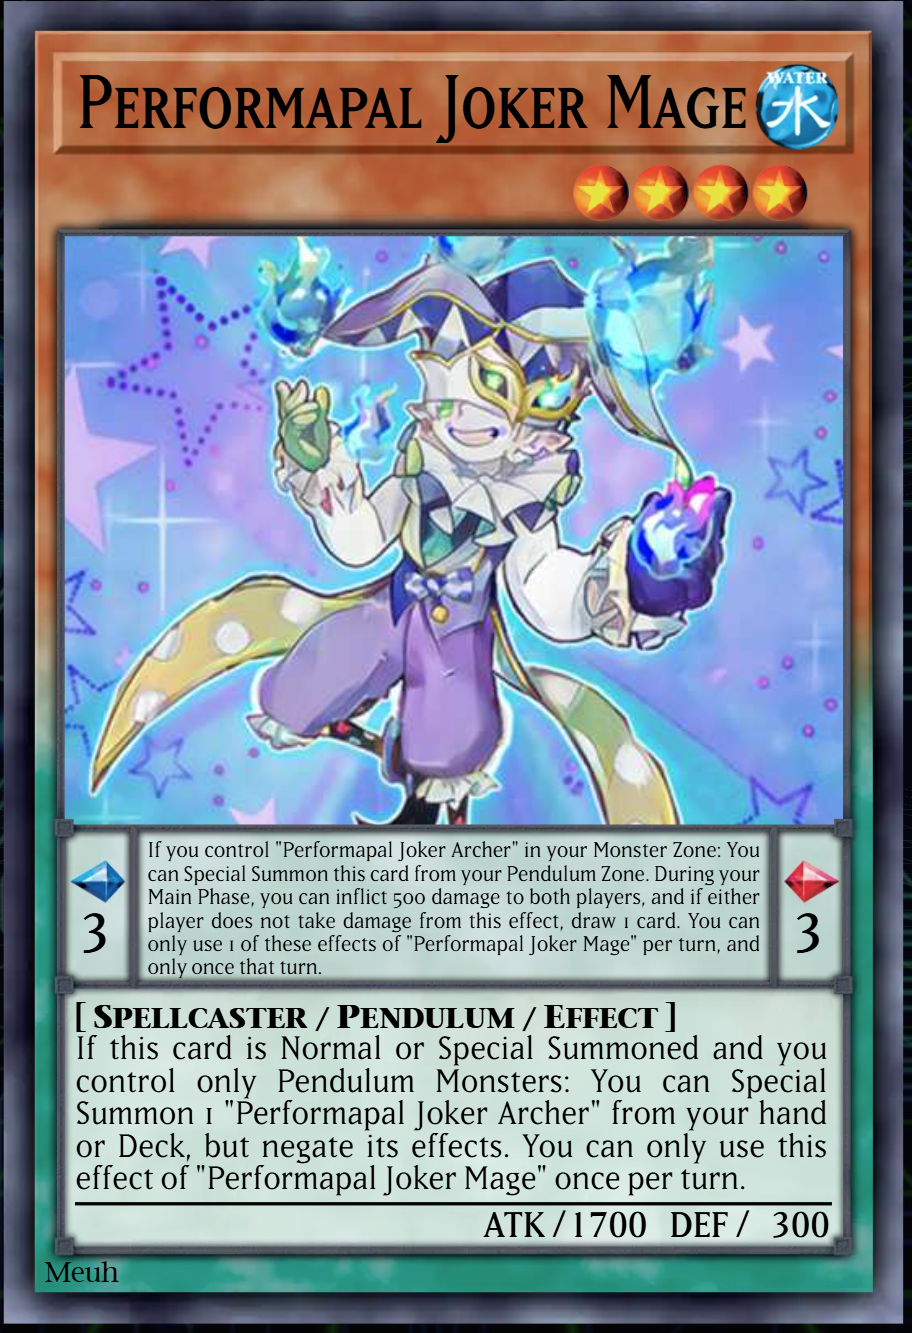 Performapal Joker Mage
WATER
水
If you control "Performapal Joker Archer" in your Monster Zone: You
can Special Summon this card from your Pendulum Zone. During your
Main Phase, you can inflict 500 damage to both players, and if either
player does not take damage from this effect, draw 1 card. You can
only use 1 of these effects of "Performapal Joker Mage" per turn, and
only once that turn.
3
3
[ Spellcaster / Pendulum / Effect ]
If this card is Normal or Special Summoned and you
control only Pendulum Monsters: You can Special
Summon 1 "Performapal Joker Archer" from your hand
or Deck, but negate its effects. You can only use this
effect of "Performapal Joker Mage" once per turn.
ATK / 1700 DEF / 300
Meuh